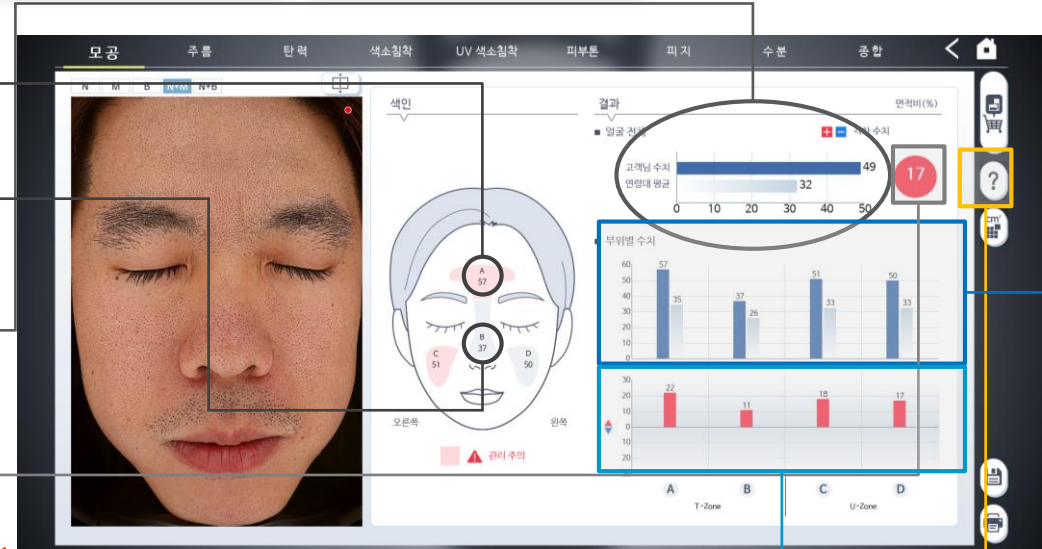 모공 주름 탄력 색소침착 UV 색소침착 피부톤 피지 수분 종합
N M B N+M N+B
색인
결과 면적비(%)
얼굴 전체 수치
고객님 수치 49
연령대 평균 32
0 10 20 30 40 50
17
?
cm²
부위별 수치
60
50
40
30
20
10
0
57 35 37 26 51 33 50 33
A
57
B
37
C
51
D
50
오른쪽 왼쪽
관리 주의
30
20
10
0
10
20
22 11 18 17
A B C D
T-Zone U-Zone